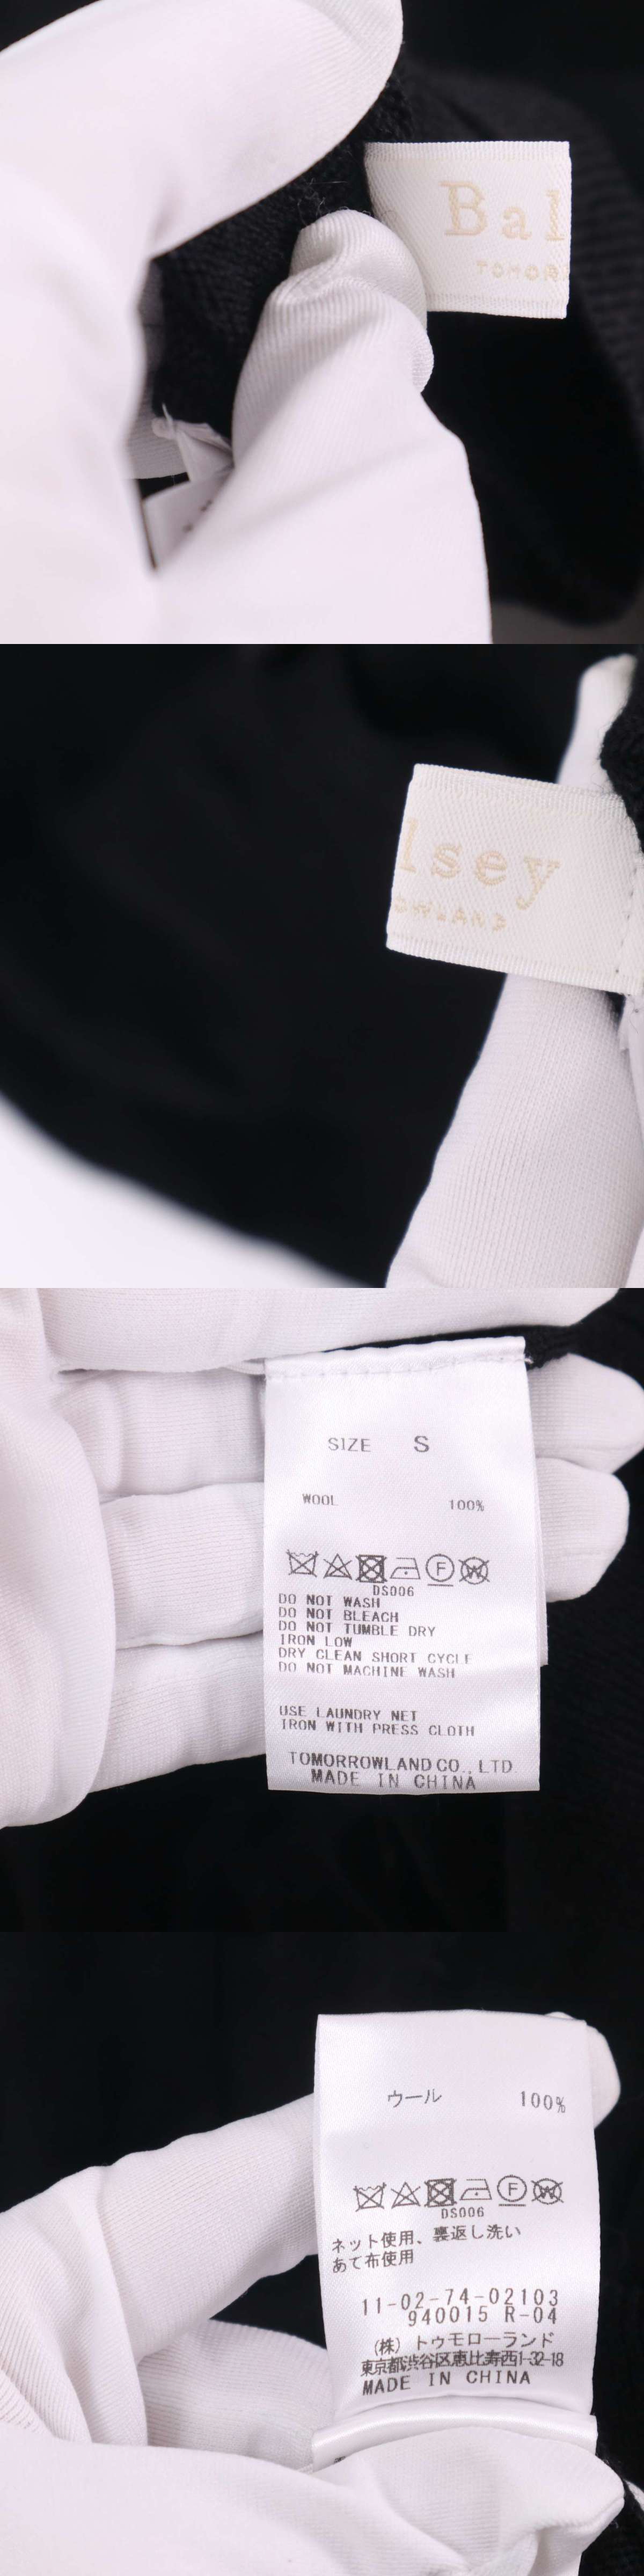 Bal
TOMOR
lsey
OWLAND
SIZE S
WOOL 100%
DS006
DO NOT WASH
DO NOT BLEACH
DO NOT TUMBLE DRY
IRON LOW
DRY CLEAN SHORT CYCLE
DO NOT MACHINE WASH
USE LAUNDRY NET
IRON WITH PRESS CLOTH
TOMORROWLAND CO., LTD
MADE IN CHINA
ウール 100%
DS006
ネット使用、裏返し洗い
あて布使用
11-02-74-02103
940015 R-04
(株) トゥモローランド
東京都渋谷区恵比寿西1-32-18
MADE IN CHINA